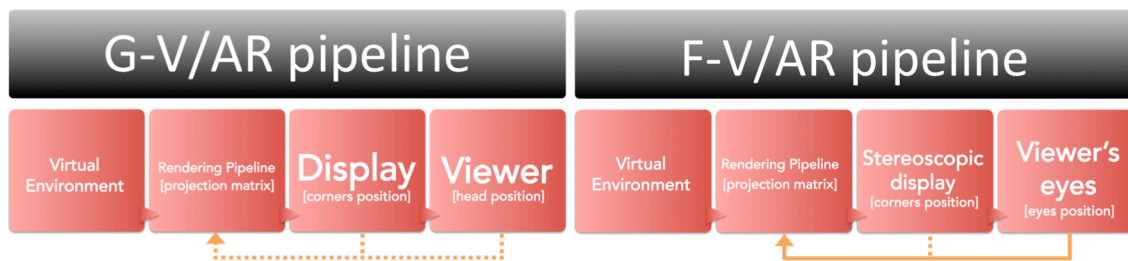 G-V/AR pipeline
Virtual
Environment
Rendering Pipeline
[projection matrix]
Display
[corners position]
Viewer
[head position]
F-V/AR pipeline
Virtual
Environment
Rendering Pipeline
[projection matrix]
Stereoscopic
display
[corners position]
Viewer's
eyes
[eyes position]